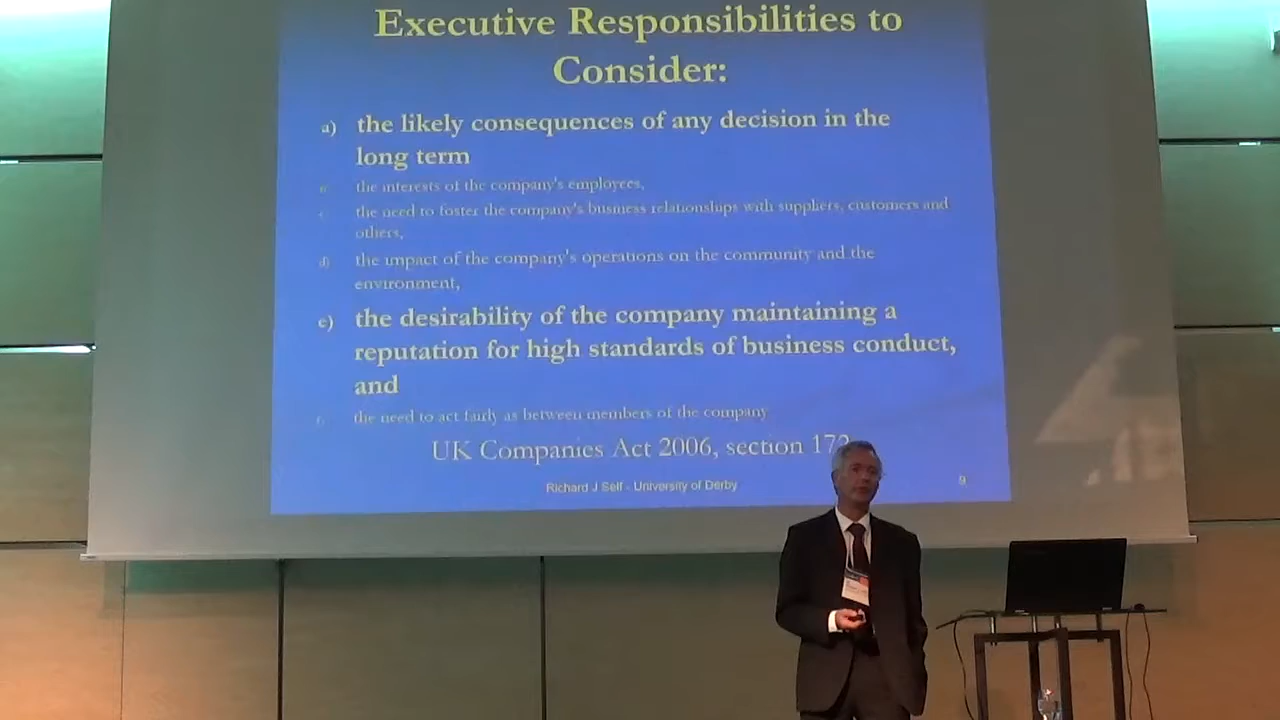 Executive Responsibilities to
Consider:
a) the likely consequences of any decision in the
long term
the interests of the company's employees,
the need to foster the company's business relationships with suppliers, customers and
others,
d) the impact of the company's operations on the community and the
environment,
e) the desirability of the company maintaining a
reputation for high standards of business conduct,
and
the need to act fairly as between members of the company
UK Companies Act 2006, section 172
Richard J Self - University of Derby
9